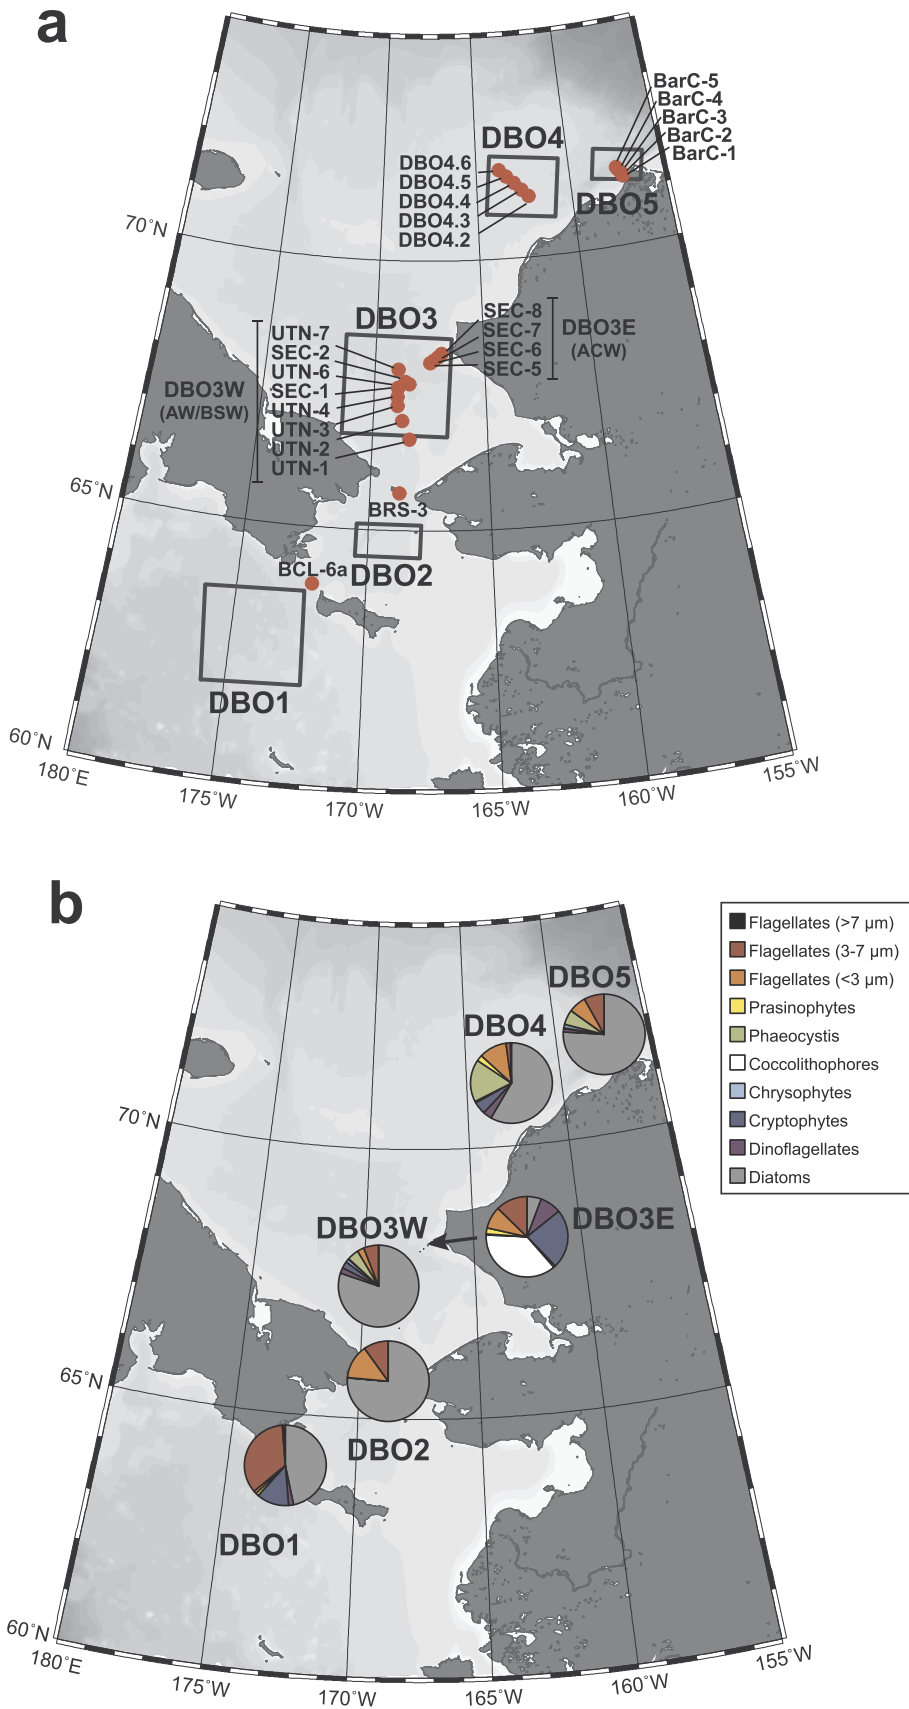 a
BarC-5
BarC-4
BarC-3
BarC-2
BarC-1
DBO4
DBO4.6
DBO4.5
DBO4.4
DBO4.3
DBO4.2
DBO5
70°N
DBO3
SEC-8
SEC-7
SEC-6
SEC-5
DBO3E
(ACW)
UTN-7
SEC-2
UTN-6
SEC-1
UTN-4
UTN-3
UTN-2
UTN-1
DBO3W
(AW/BSW)
65°N
BRS-3
BCL-6a
DBO2
DBO1
60°N
180°E
175°W
170°W
165°W
160°W
155°W
b
Flagellates (>7 µm)
Flagellates (3-7 µm)
Flagellates (<3 µm)
Prasinophytes
Phaeocystis
Coccolithophores
Chrysophytes
Cryptophytes
Dinoflagellates
Diatoms
DBO5
DBO4
70°N
DBO3W
DBO3E
65°N
DBO2
DBO1
60°N
180°E
175°W
170°W
165°W
160°W
155°W